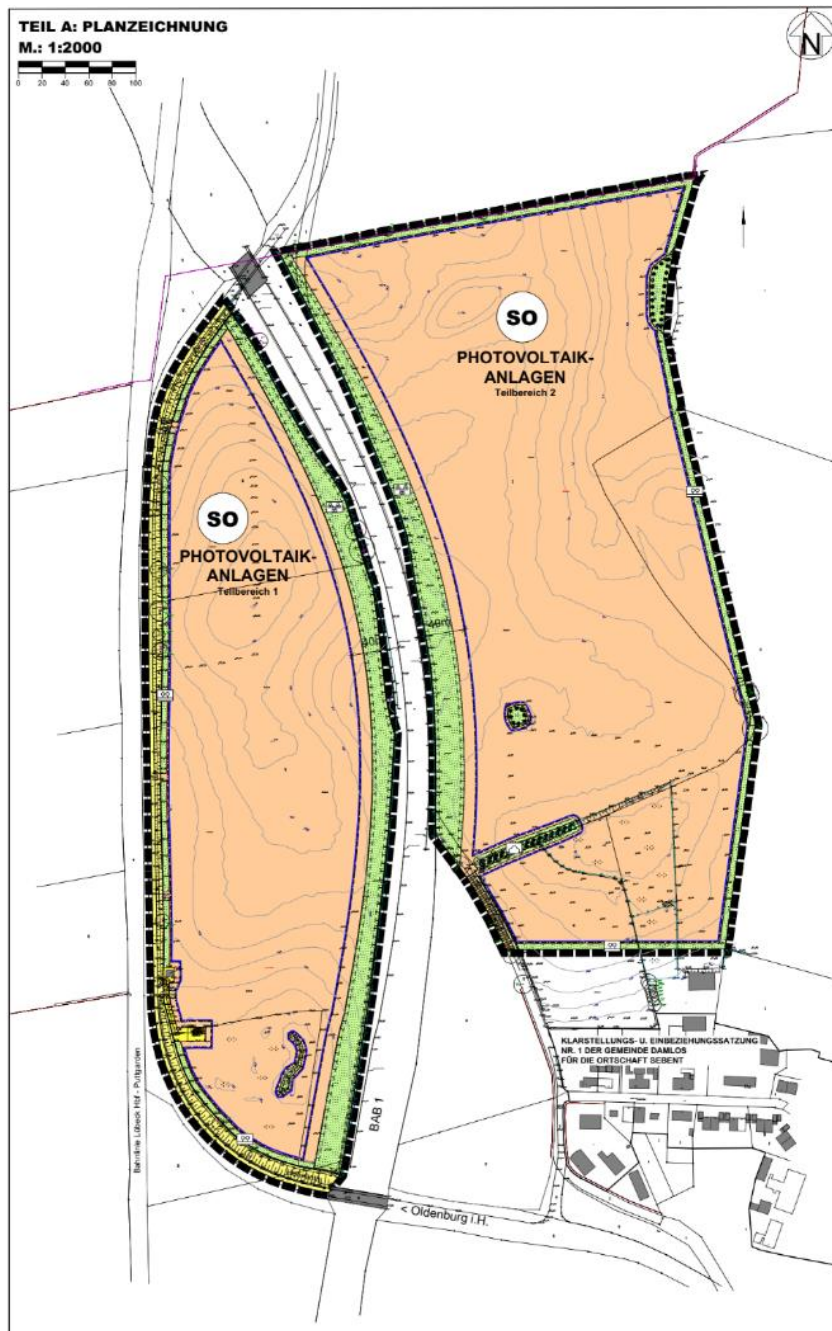 TEIL A: PLANZEICHNUNG
M.: 1:2000
0 20 40 60 80 100
N
SO
PHOTOVOLTAIK-
ANLAGEN
Teilbereich 2
SO
PHOTOVOLTAIK-
ANLAGEN
Teilbereich 1
40m
40m
KLARSTELLUNGS- U. EINBEZIEHUNGSSATZUNG
NR. 1 DER GEMEINDE DAMLOS
FÜR DIE ORTSCHAFT SEBENT
Bahnlinie Lübeck Hbf - Puttgarden
BAB 1
< Oldenburg i.H.